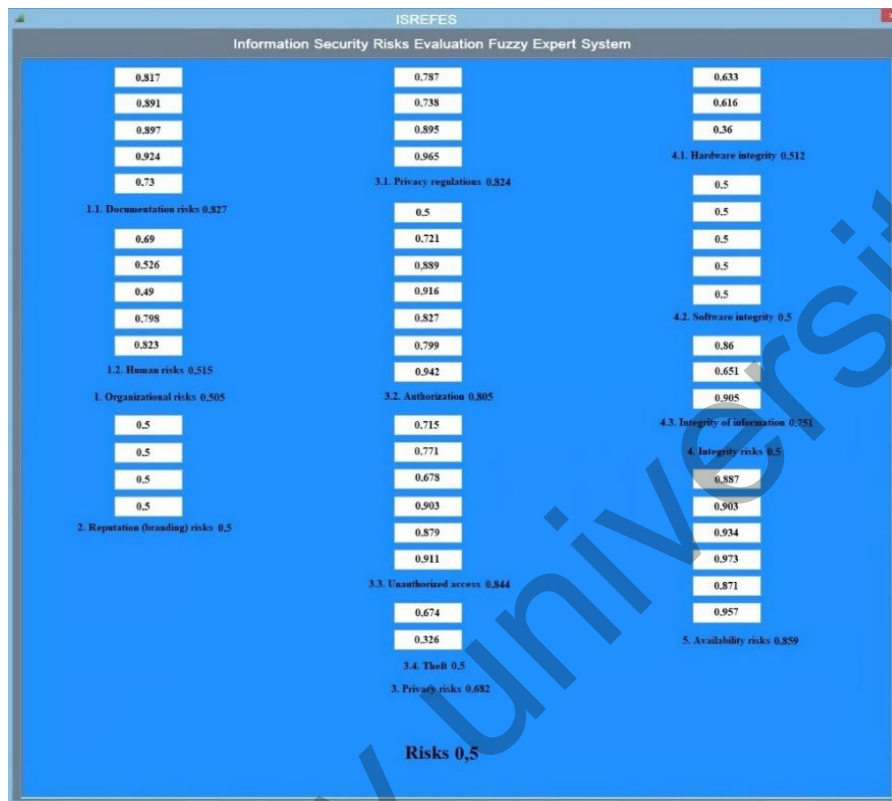 ISREFES
Information Security Risks Evaluation Fuzzy Expert System
0.817
0.891
0.897
0.924
0.73
1.1. Documentation risks 0,827
0.69
0.526
0.49
0.798
0.823
1.2. Human risks 0,515
1. Organizational risks 0,505
0.5
0.5
0.5
0.5
2. Reputation (branding) risks 0,5
0.787
0.738
0.895
0.965
3.1. Privacy regulations 0,824
0.5
0.721
0,889
0.916
0.827
0.799
0.942
3.2. Authorization 0,805
0.715
0.771
0.678
0.903
0.879
0.911
3.3. Unauthorized access 0,844
0.674
0.326
3.4. Theft 0.5
3. Privacy risks 0,682
0.633
0.616
0.36
4.1. Hardware integrity 0,512
0.5
0.5
0.5
0.5
0.5
4.2. Software integrity 0,5
0.86
0.651
0.905
4.3. Integrity of information 0,751
4. Integrity risks 0,5
0.887
0.903
0.934
0.973
0.871
0.957
5. Availability risks 0,859
Risks 0,5
y universit